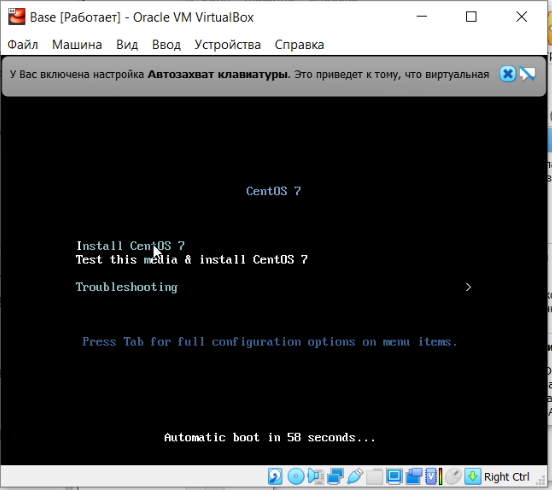 Base [Работает] - Oracle VM VirtualBox
Файл Машина Вид Ввод Устройства Справка
У Вас включена настройка Автозахват клавиатуры. Это приведет к тому, что виртуальная
CentOS 7
Install CentOS 7
Test this media & install CentOS 7
Troubleshooting >
Press Tab for full configuration options on menu items.
Automatic boot in 58 seconds...
Right Ctrl